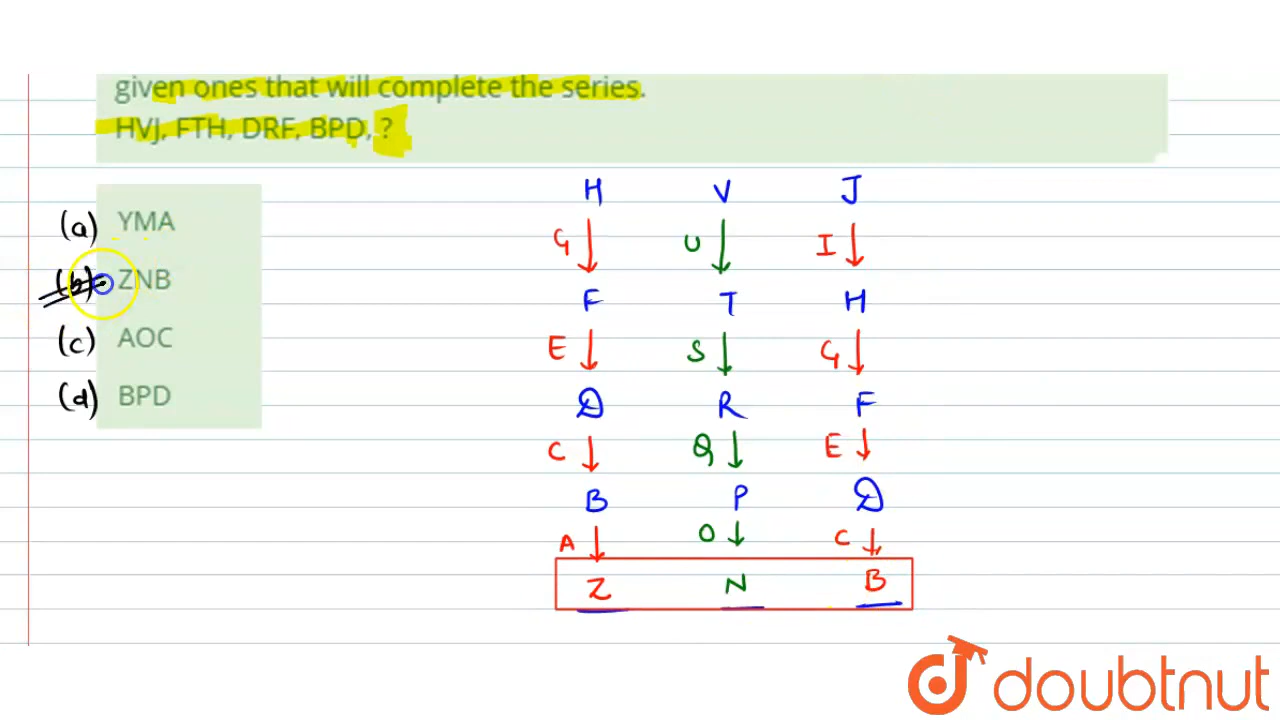 given ones that will complete the series.
HVJ, FTH, DRF, BPD, ?
(a) YMA
(b) ZNB
(c) AOC
(d) BPD
H V J
G U I
F T H
E S G
D R F
C Q E
B P D
A O C
Z N B
doubtnut